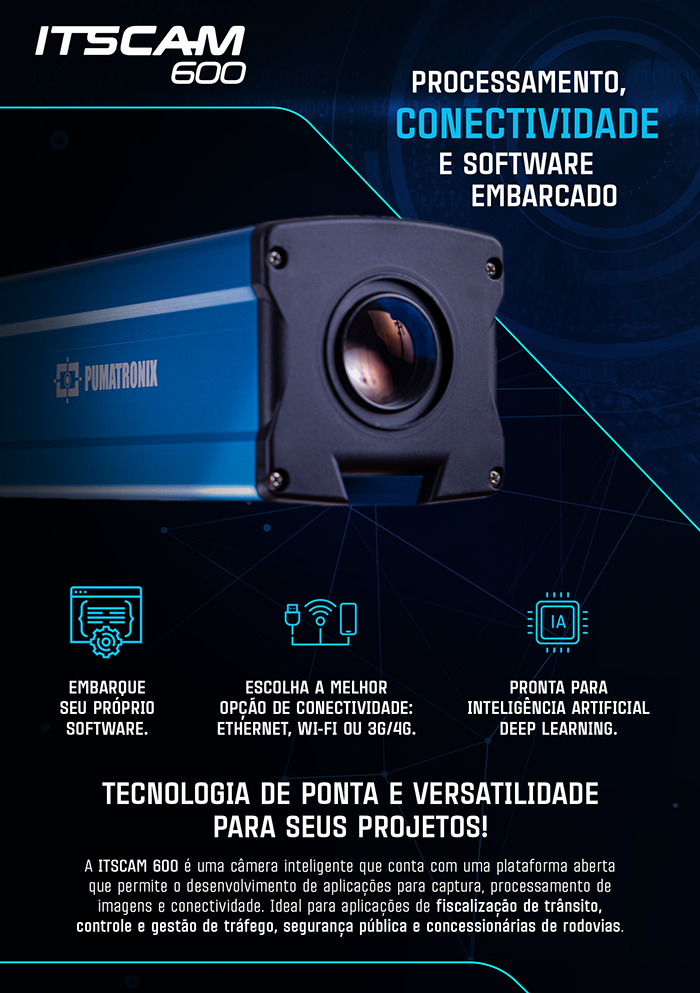 ITSCAM
600
PROCESSAMENTO,
CONECTIVIDADE
E SOFTWARE
EMBARCADO
PUMATRONIX
IA
EMBARQUE
SEU PRÓPRIO
SOFTWARE.
ESCOLHA A MELHOR
OPÇÃO DE CONECTIVIDADE:
ETHERNET, WI-FI OU 3G/4G.
PRONTA PARA
INTELIGÊNCIA ARTIFICIAL
DEEP LEARNING.
TECNOLOGIA DE PONTA E VERSATILIDADE
PARA SEUS PROJETOS!
A ITSCAM 600 é uma câmera inteligente que conta com uma plataforma aberta
que permite o desenvolvimento de aplicações para captura, processamento de
imagens e conectividade. Ideal para aplicações de fiscalização de trânsito,
controle e gestão de tráfego, segurança pública e concessionárias de rodovias.